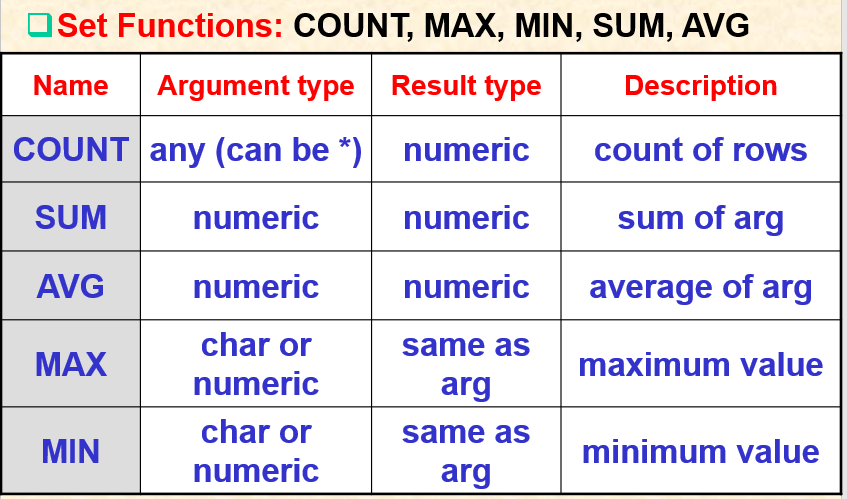 Set Functions: COUNT, MAX, MIN, SUM, AVG
Name Argument type Result type Description
COUNT any (can be *) numeric count of rows
SUM numeric numeric sum of arg
AVG numeric numeric average of arg
MAX char or numeric same as arg maximum value
MIN char or numeric same as arg minimum value